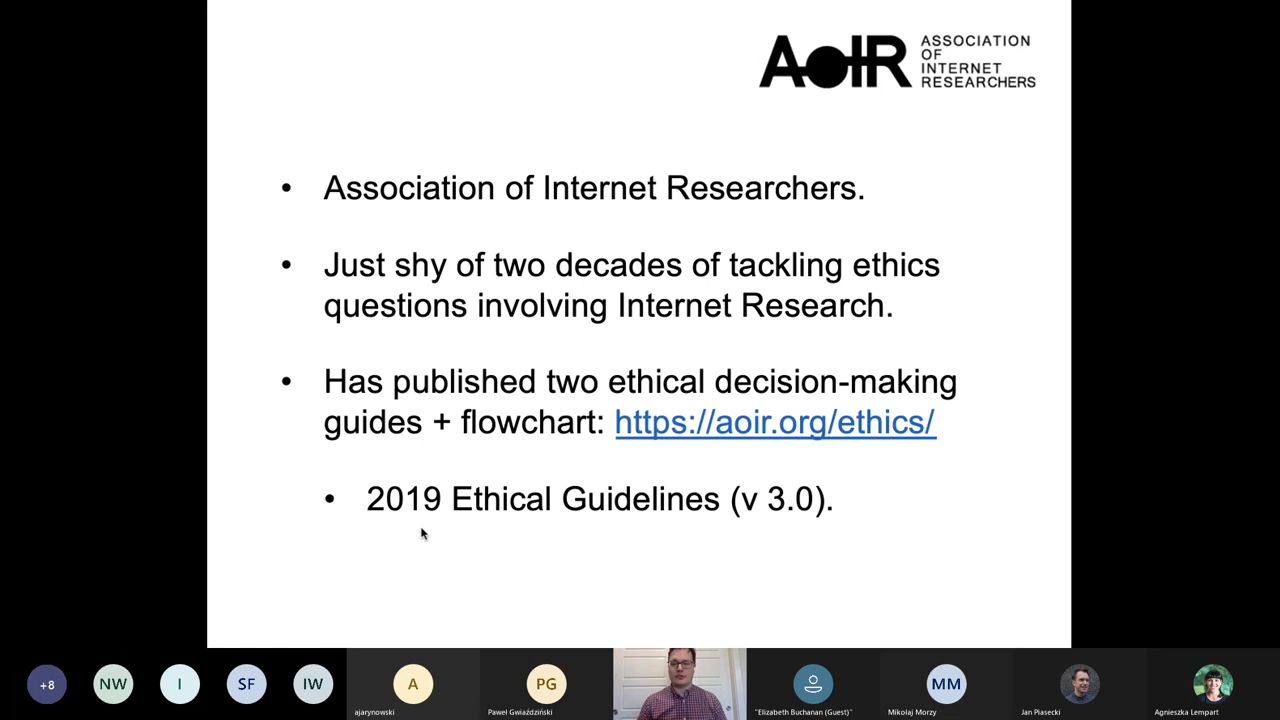 AoIR
ASSOCIATION
OF
INTERNET
RESEARCHERS
• Association of Internet Researchers.
• Just shy of two decades of tackling ethics
questions involving Internet Research.
• Has published two ethical decision-making
guides + flowchart: https://aoir.org/ethics/
• 2019 Ethical Guidelines (v 3.0).
+8
NW
I
SF
IW
A
PG
MM
ajarynowski
Paweł Gwiaździński
"Elizabeth Buchanan (Guest)"
Mikołaj Morzy
Jan Piasecki
Agnieszka Lempart